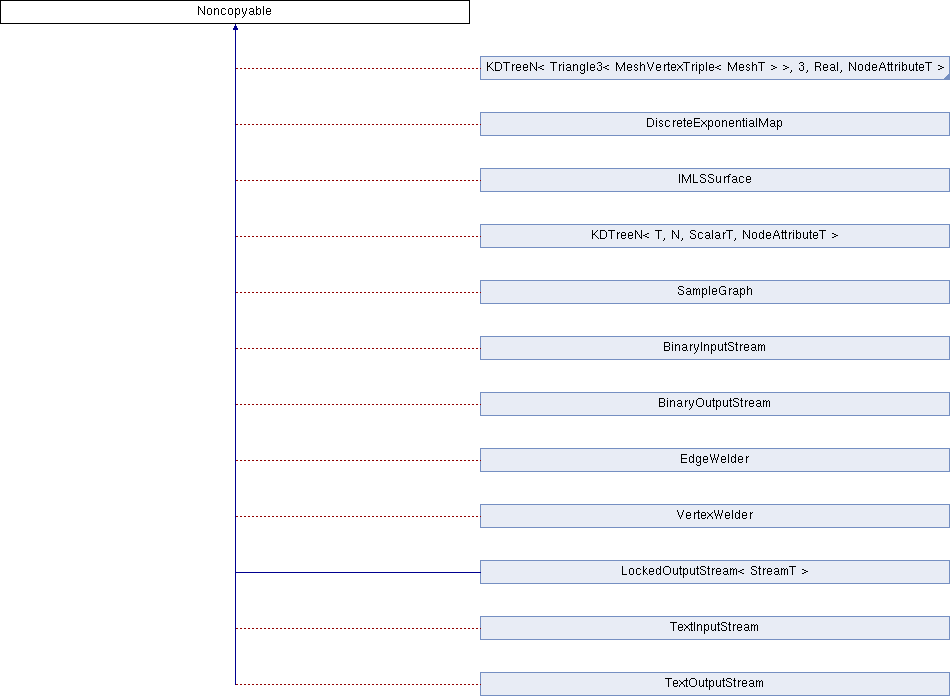 Noncopyable
KDTreeN< Triangle3< MeshVertexTriple< MeshT > >, 3, Real, NodeAttributeT >
DiscreteExponentialMap
IMLSSurface
KDTreeN< T, N, ScalarT, NodeAttributeT >
SampleGraph
BinaryInputStream
BinaryOutputStream
EdgeWelder
VertexWelder
LockedOutputStream< StreamT >
TextInputStream
TextOutputStream